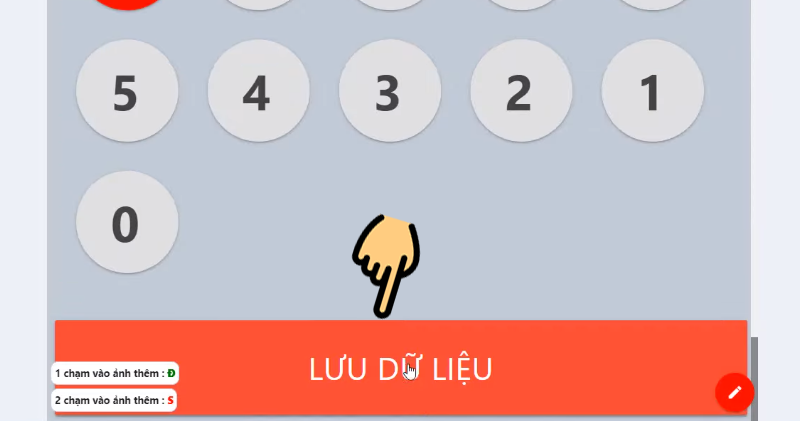 5 4 3 2 1
0
LƯU DỮ LIỆU
1 chạm vào ảnh thêm : Đ
2 chạm vào ảnh thêm : S